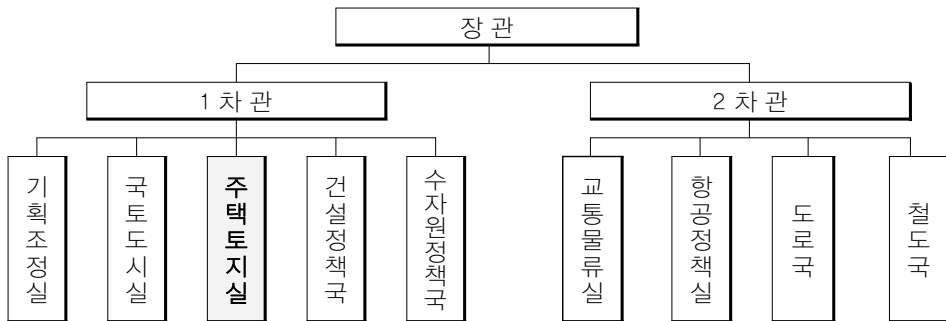 장 관
1 차 관
2 차 관
기획조정실
국토도시실
주택토지실
건설정책국
수자원정책국
교통물류실
항공정책실
도로국
철도국